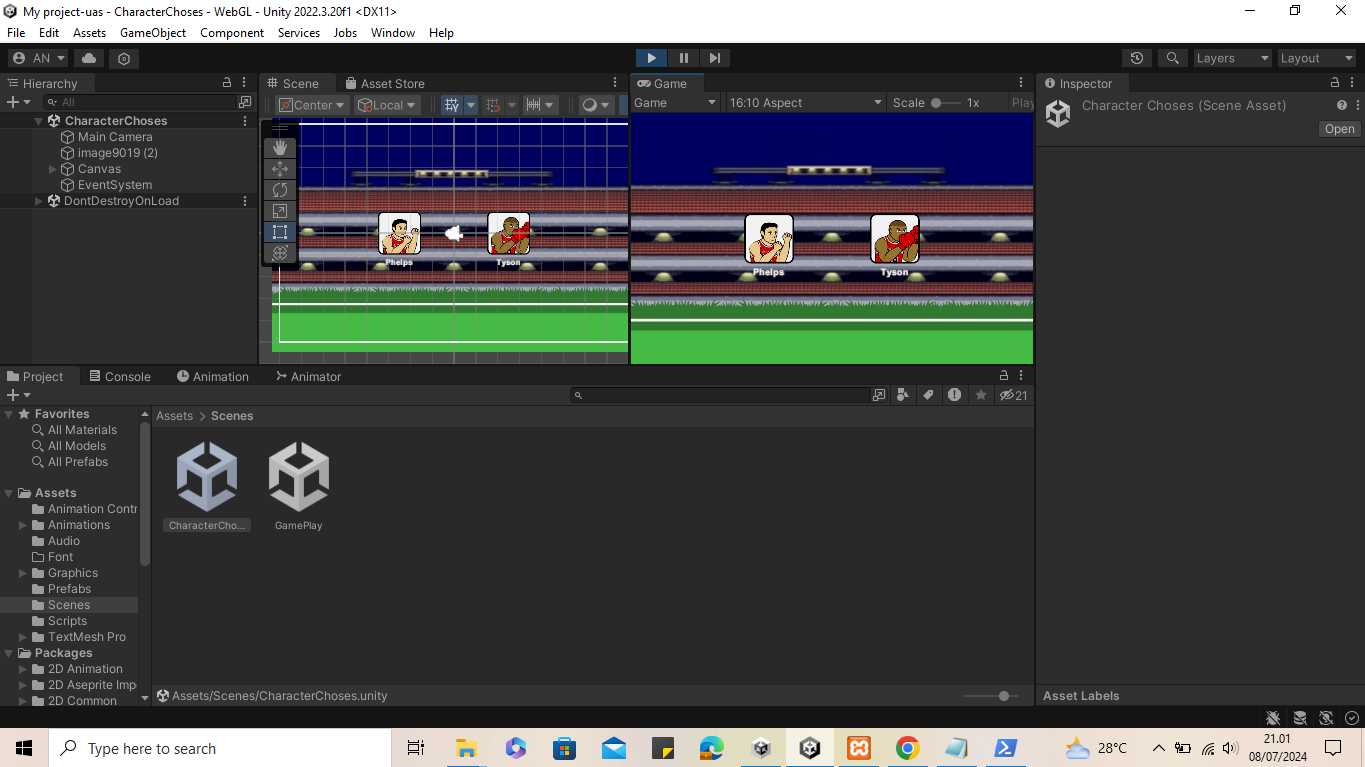 My project-uas - CharacterChoses - WebGL - Unity 2022.3.20f1 <DX11>
File Edit Assets GameObject Component Services Jobs Window Help
AN Layers Layout
Hierarchy
All
CharacterChoses
Main Camera
image9019 (2)
Canvas
EventSystem
DontDestroyOnLoad
Scene Asset Store
Center Local
Phelps Tyson
Game
Game 16:10 Aspect Scale 1x Play
Phelps Tyson
Inspector
Character Choses (Scene Asset)
Open
Project Console Animation Animator
21
Favorites
All Materials
All Models
All Prefabs
Assets
Animation Contr
Animations
Audio
Font
Graphics
Prefabs
Scenes
Scripts
TextMesh Pro
Packages
2D Animation
2D Aseprite Imp
2D Common
Assets > Scenes
CharacterCho... GamePlay
Assets/Scenes/CharacterChoses.unity
Asset Labels
Type here to search
28°C
21.01
08/07/2024